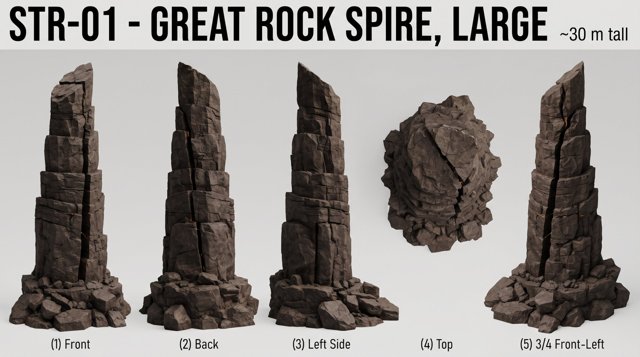 STR-01 - GREAT ROCK SPIRE, LARGE ~30 m tall
(1) Front
(2) Back
(3) Left Side
(4) Top
(5) 3/4 Front-Left